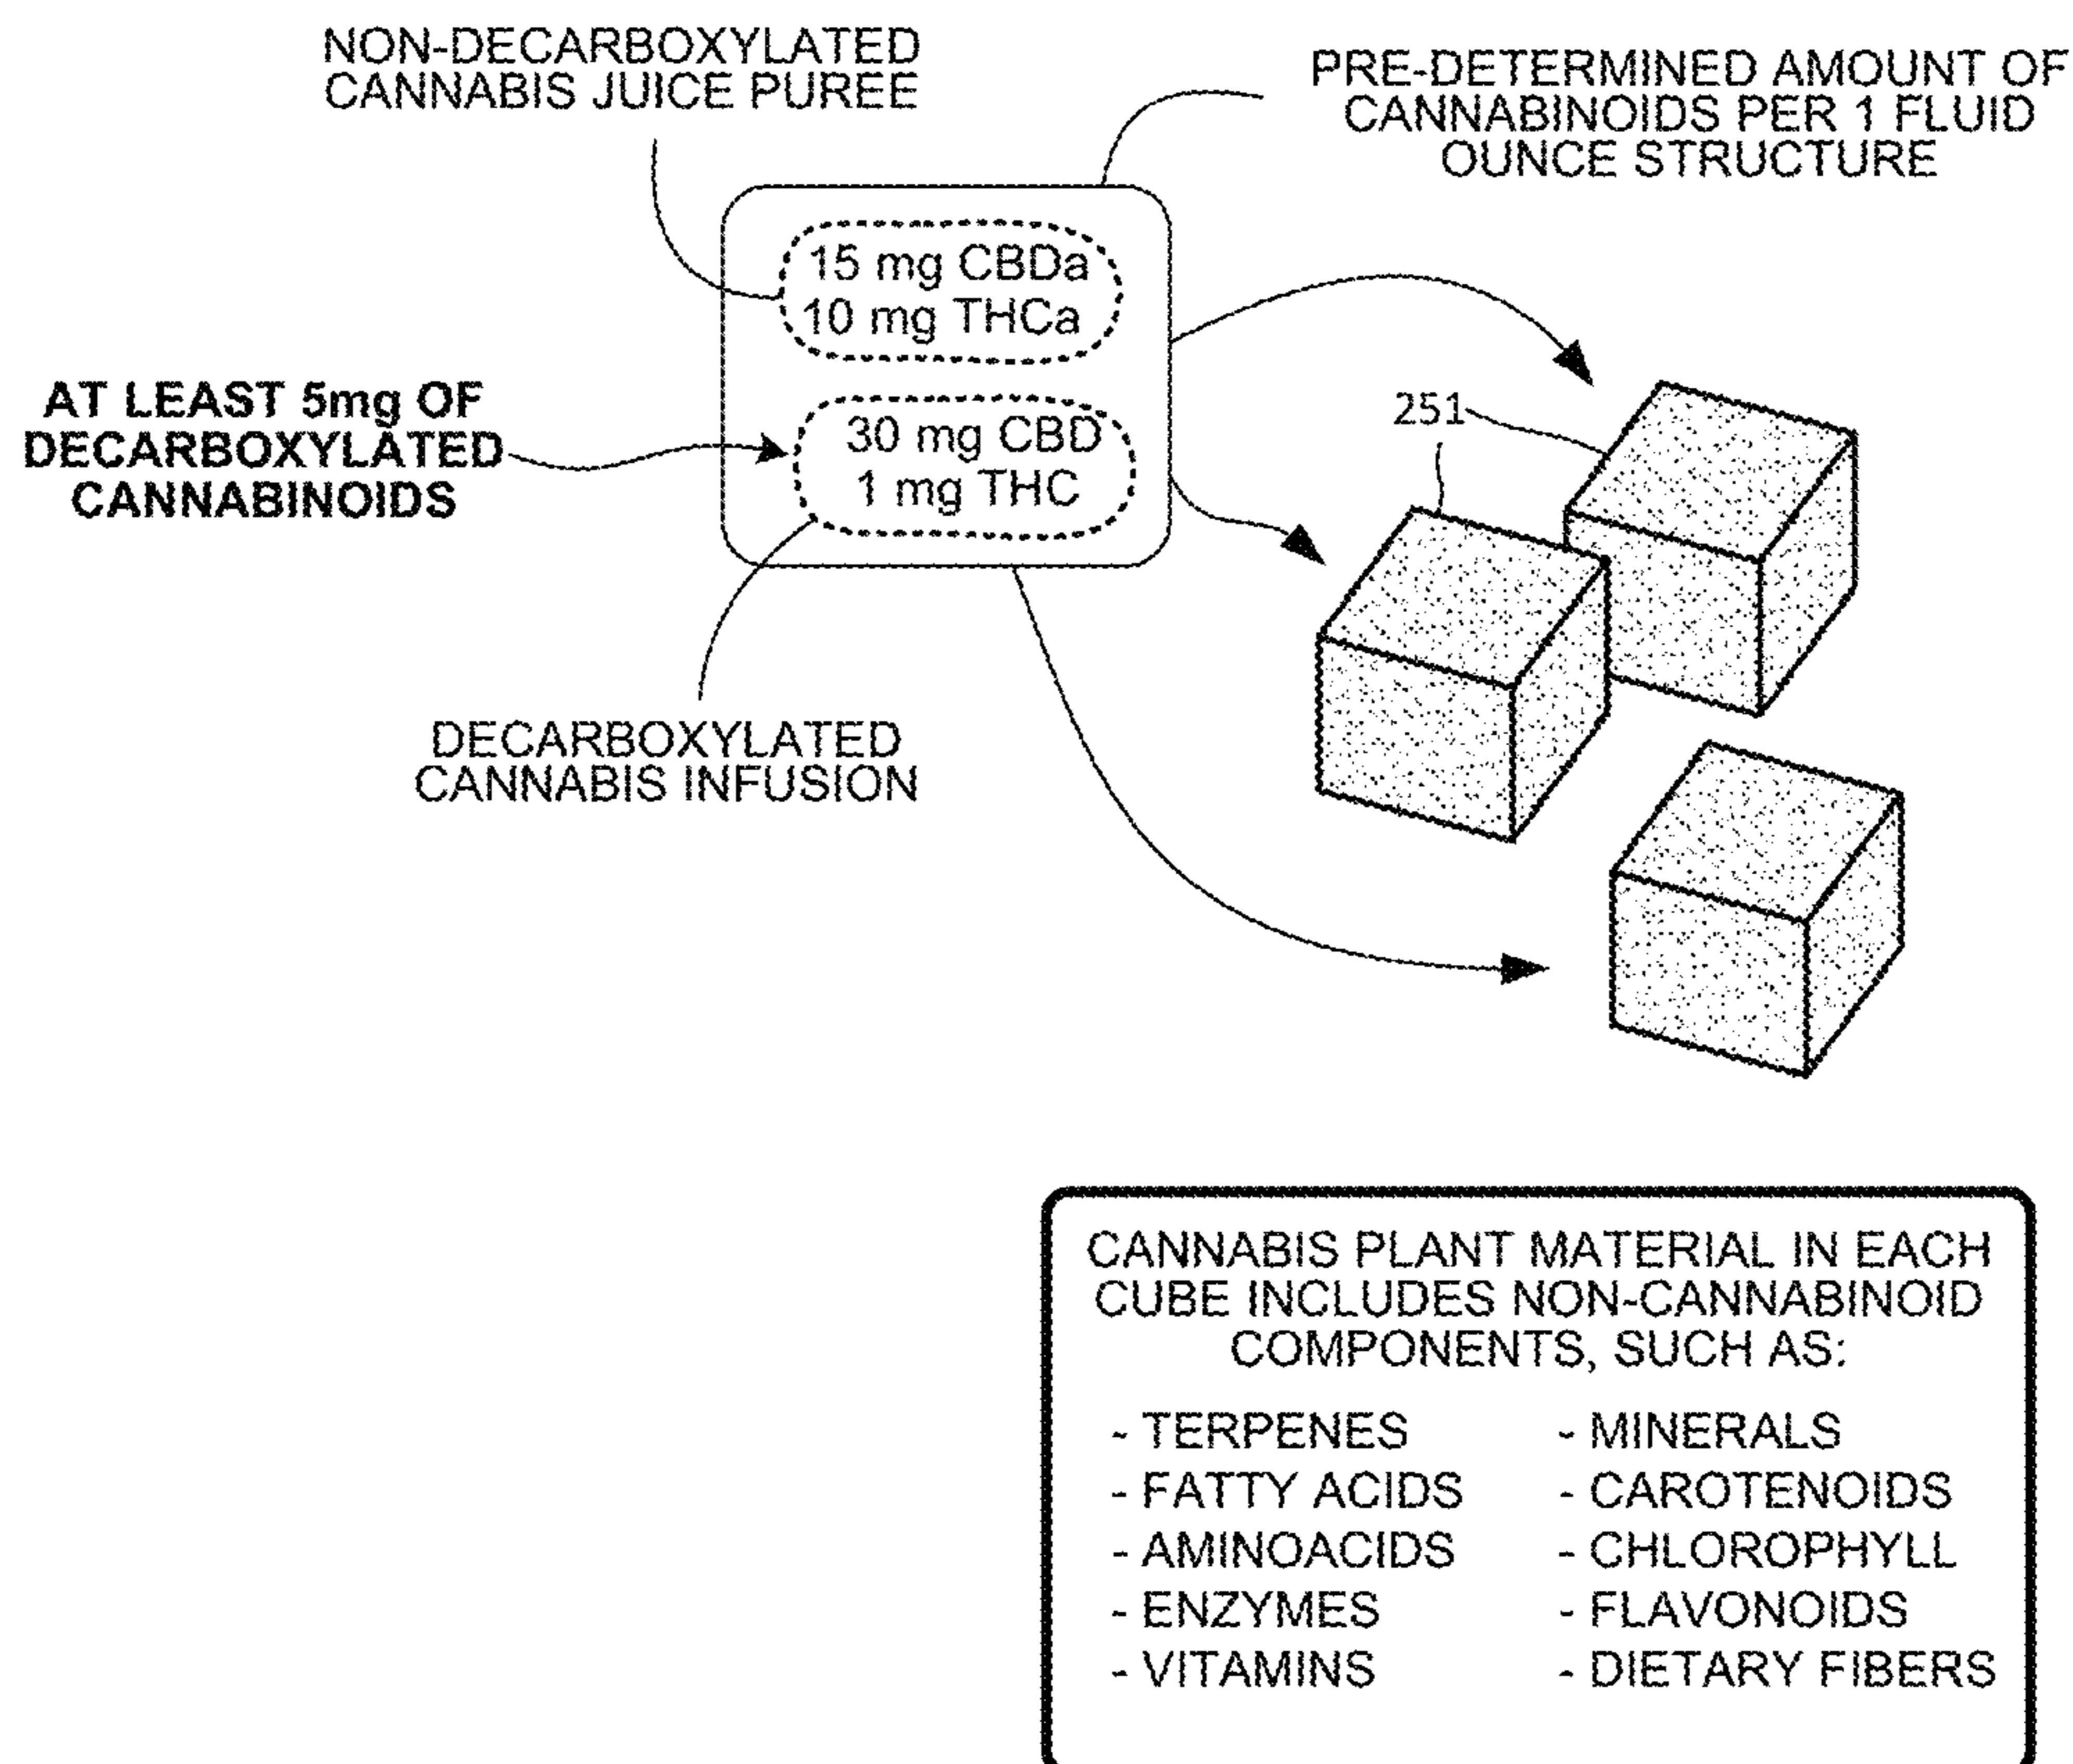 NON-DECARBOXYLATED
CANNABIS JUICE PUREE
PRE-DETERMINED AMOUNT OF
CANNABINOIDS PER 1 FLUID
OUNCE STRUCTURE
15 mg CBDa
10 mg THCa
AT LEAST 5mg OF
DECARBOXYLATED
CANNABINOIDS
30 mg CBD
1 mg THC
251
DECARBOXYLATED
CANNABIS INFUSION
CANNABIS PLANT MATERIAL IN EACH
CUBE INCLUDES NON-CANNABINOID
COMPONENTS, SUCH AS:
- TERPENES
- FATTY ACIDS
- AMINOACIDS
- ENZYMES
- VITAMINS
- MINERALS
- CAROTENOIDS
- CHLOROPHYLL
- FLAVONOIDS
- DIETARY FIBERS